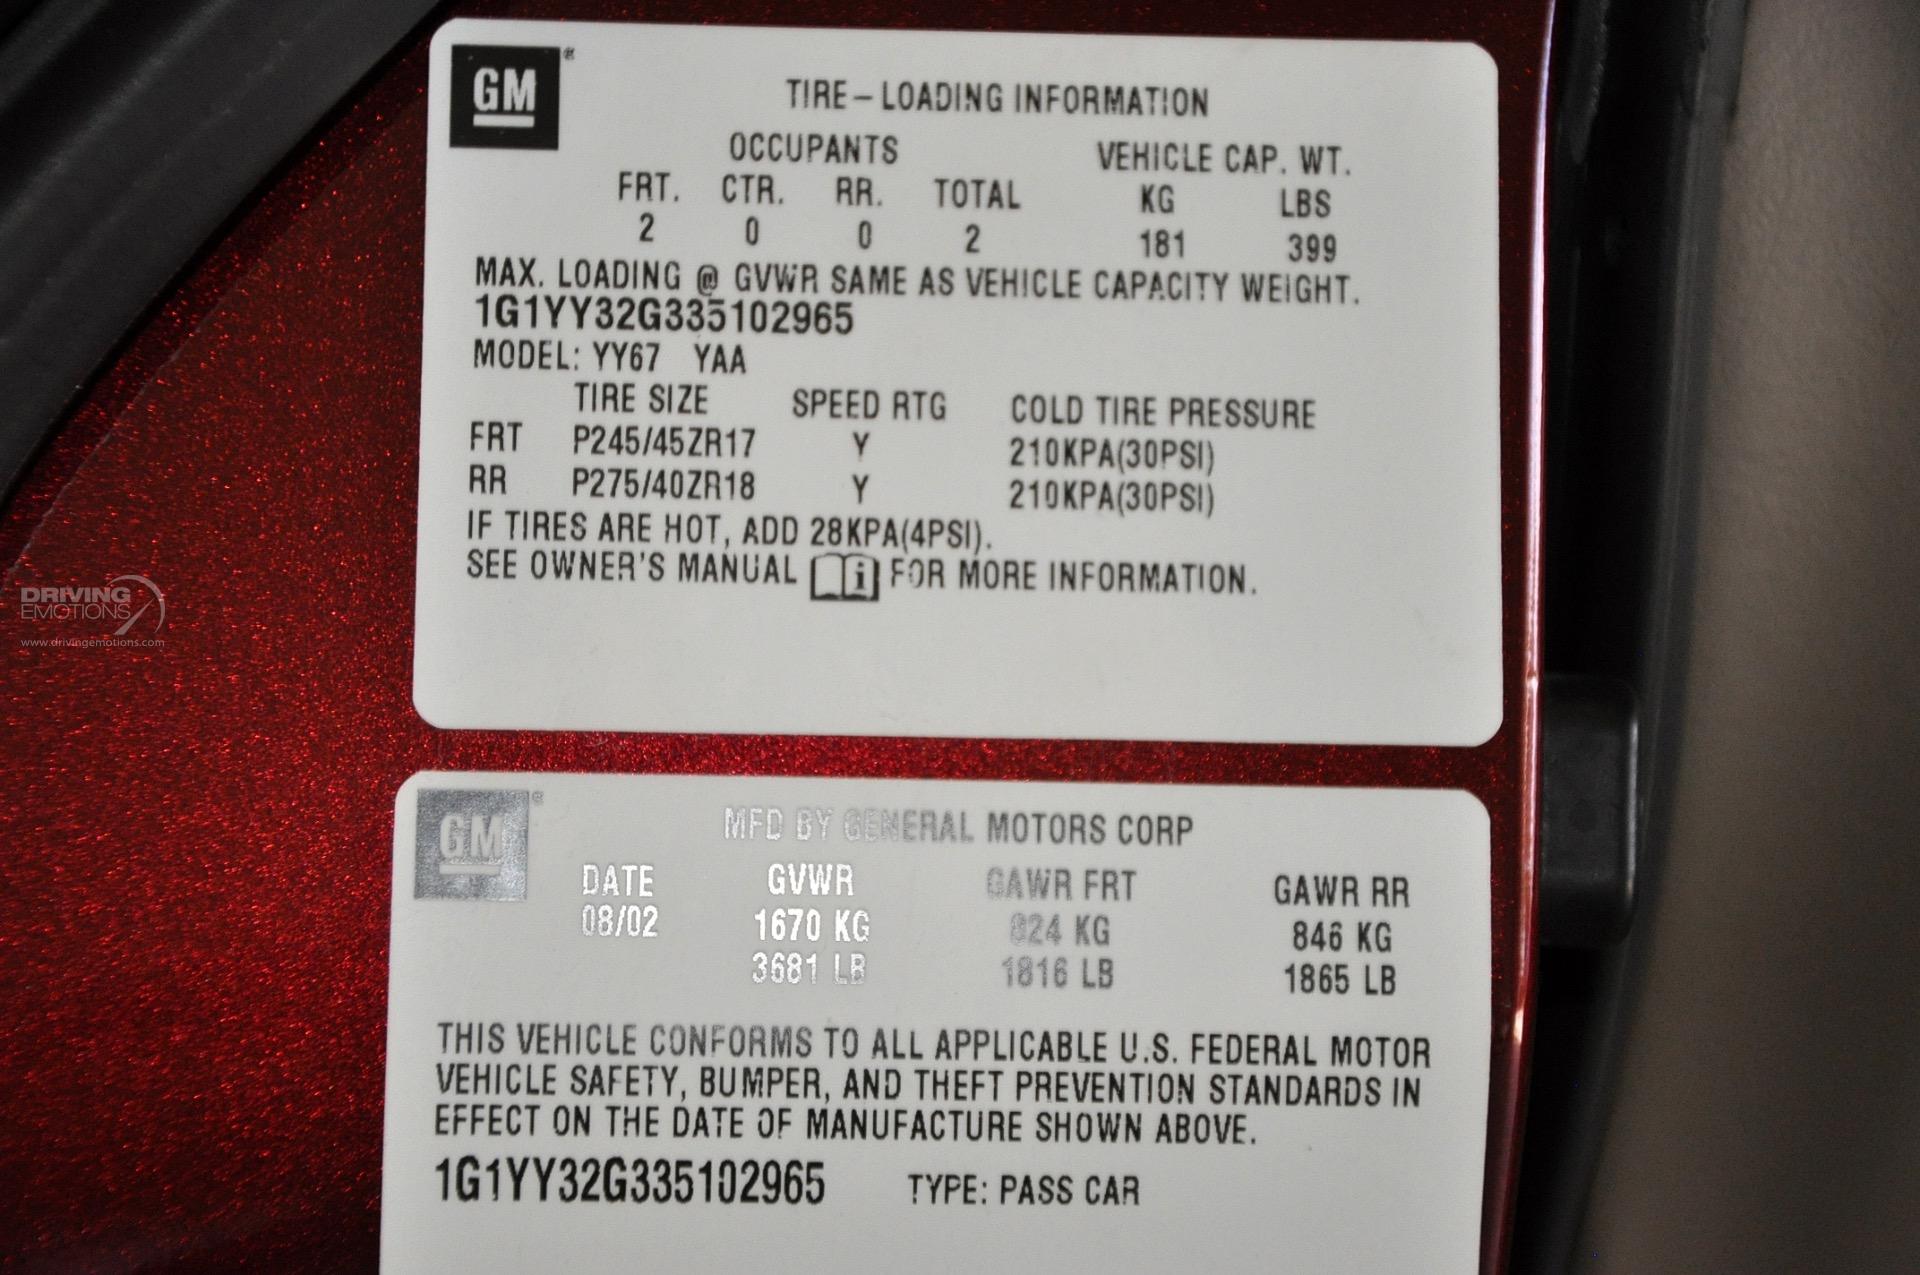 GM
TIRE – LOADING INFORMATION
OCCUPANTS VEHICLE CAP. WT.
FRT. CTR. RR. TOTAL KG LBS
2 0 0 2 181 399
MAX. LOADING @ GVWR SAME AS VEHICLE CAPACITY WEIGHT.
1G1YY32G335102965
MODEL: YY67 YAA
TIRE SIZE SPEED RTG COLD TIRE PRESSURE
FRT P245/45ZR17 Y 210KPA(30PSI)
RR P275/40ZR18 Y 210KPA(30PSI)
IF TIRES ARE HOT, ADD 28KPA(4PSI).
SEE OWNER'S MANUAL i FOR MORE INFORMATION.
DRIVING
EMOTIONS
www.drivingemotions.com
GM
MFD BY GENERAL MOTORS CORP
DATE GVWR GAWR FRT GAWR RR
08/02 1670 KG 824 KG 846 KG
3681 LB 1816 LB 1865 LB
THIS VEHICLE CONFORMS TO ALL APPLICABLE U.S. FEDERAL MOTOR
VEHICLE SAFETY, BUMPER, AND THEFT PREVENTION STANDARDS IN
EFFECT ON THE DATE OF MANUFACTURE SHOWN ABOVE.
1G1YY32G335102965 TYPE: PASS CAR